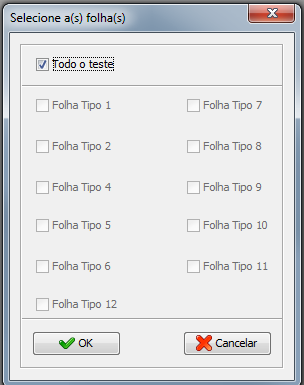 Selecione a(s) folha(s)
Todo o teste
Folha Tipo 1
Folha Tipo 7
Folha Tipo 2
Folha Tipo 8
Folha Tipo 4
Folha Tipo 9
Folha Tipo 5
Folha Tipo 10
Folha Tipo 6
Folha Tipo 11
Folha Tipo 12
OK
Cancelar